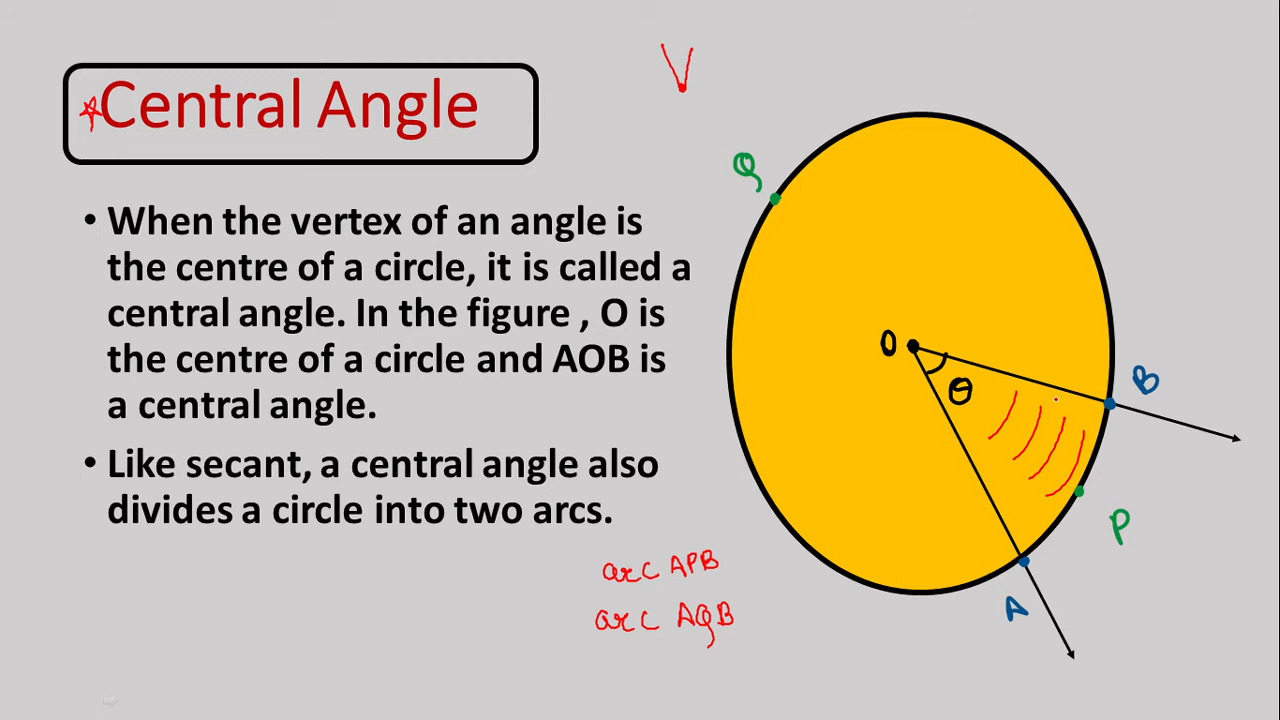 V
Central Angle
• When the vertex of an angle is
the centre of a circle, it is called a
central angle. In the figure , O is
the centre of a circle and AOB is
a central angle.
• Like secant, a central angle also
divides a circle into two arcs.
arc APB
arc AQB
Q
O
θ
B
P
A